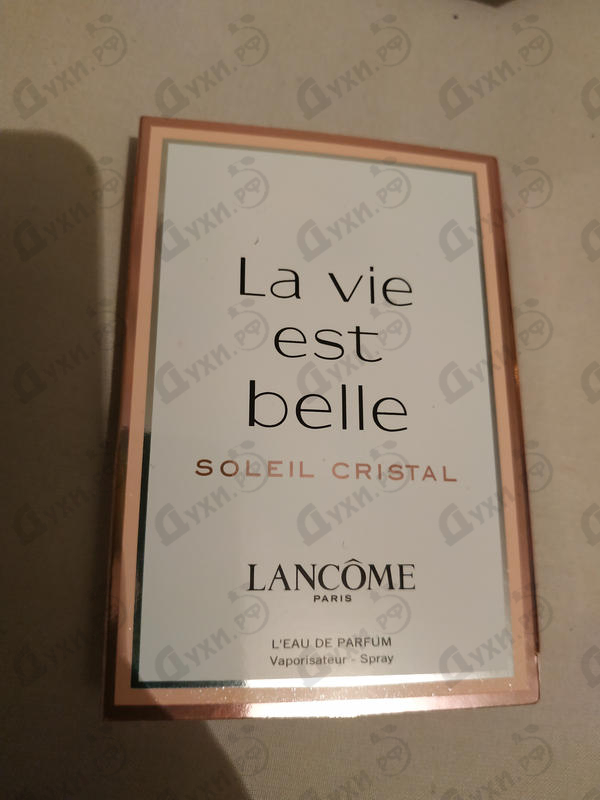 La vie
est
belle
SOLEIL CRISTAL
LANCÔME
PARIS
L'EAU DE PARFUM
Vaporisateur - Spray
Духи.рф